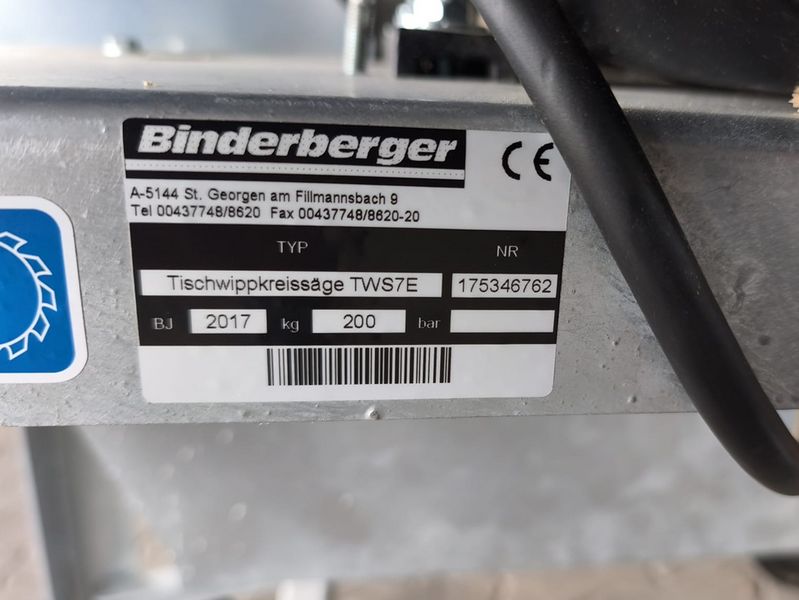 Binderberger CE
A-5144 St. Georgen am Fillmannsbach 9
Tel 00437748/8620 Fax 00437748/8620-20
TYP NR
Tischwippkreissäge TWS7E 175346762
BJ 2017 kg 200 bar